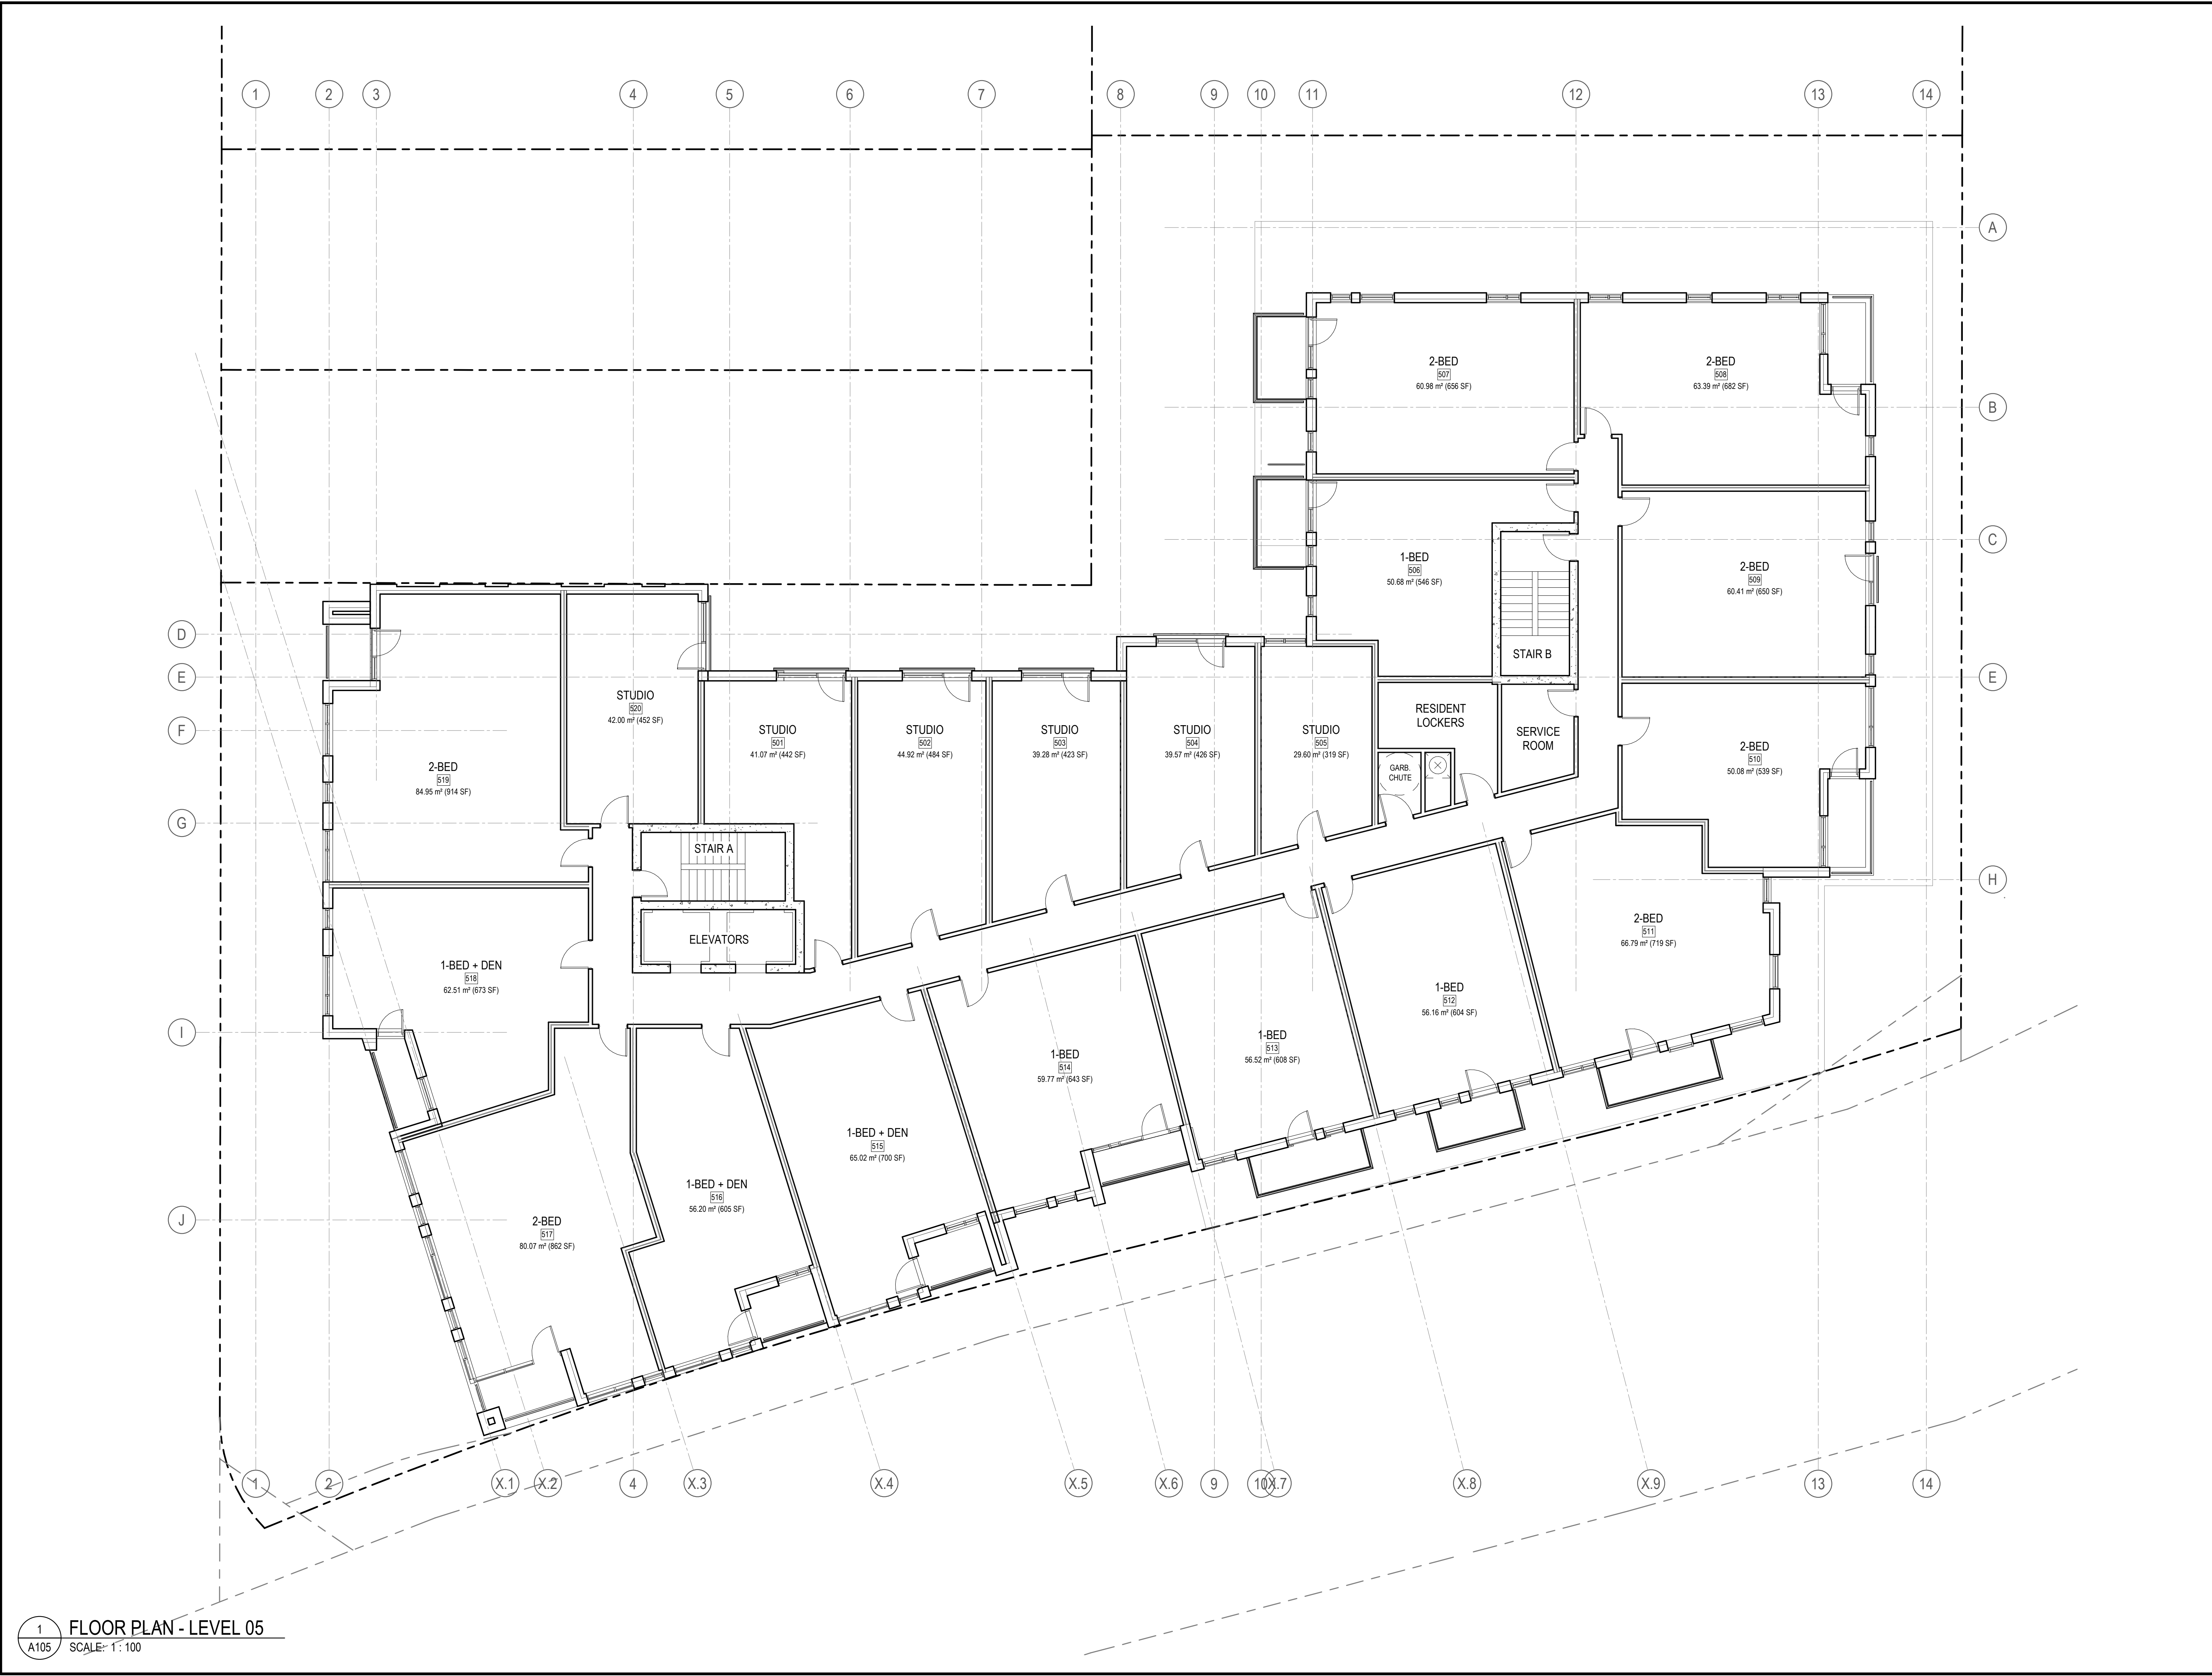 1
2
3
4
5
6
7
8
9
10
11
12
13
14
A
B
C
D
E
E
F
G
H
I
J
2-BED
507
60.98 m² (656 SF)
2-BED
508
63.39 m² (682 SF)
1-BED
506
50.68 m² (546 SF)
STAIR B
2-BED
509
60.41 m² (650 SF)
STUDIO
520
42.00 m² (452 SF)
STUDIO
501
41.07 m² (442 SF)
STUDIO
502
44.92 m² (484 SF)
STUDIO
503
39.28 m² (423 SF)
STUDIO
504
39.57 m² (426 SF)
STUDIO
505
29.60 m² (319 SF)
RESIDENT
LOCKERS
SERVICE
ROOM
GARB.
CHUTE
2-BED
510
50.08 m² (539 SF)
2-BED
519
84.95 m² (914 SF)
STAIR A
ELEVATORS
1-BED + DEN
518
62.51 m² (673 SF)
2-BED
511
66.79 m² (719 SF)
1-BED
512
56.16 m² (604 SF)
1-BED
513
56.52 m² (608 SF)
1-BED
514
59.77 m² (643 SF)
1-BED + DEN
515
65.02 m² (700 SF)
1-BED + DEN
516
56.20 m² (605 SF)
2-BED
517
80.07 m² (862 SF)
1
2
X.1
X.2
4
X.3
X.4
X.5
X.6
9
10
X.7
X.8
X.9
13
14
1
A105
FLOOR PLAN - LEVEL 05
SCALE: 1 : 100